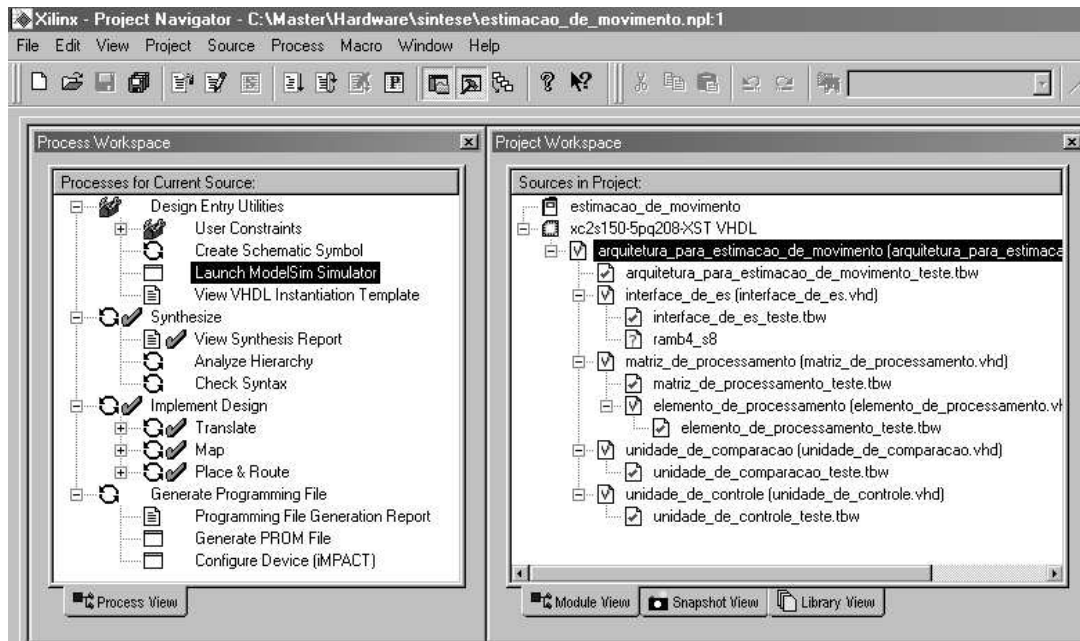 Xilinx - Project Navigator - C:\Master\Hardware\sintese\estimacao_de_movimento.npl:1
File Edit View Project Source Process Macro Window Help
Process Workspace
Processes for Current Source:
Design Entry Utilities
User Constraints
Create Schematic Symbol
Launch ModelSim Simulator
View VHDL Instantiation Template
Synthesize
View Synthesis Report
Analyze Hierarchy
Check Syntax
Implement Design
Translate
Map
Place & Route
Generate Programming File
Programming File Generation Report
Generate PROM File
Configure Device (iMPACT)
Process View
Project Workspace
Sources in Project:
estimacao_de_movimento
xc2s150-5pq208-XST VHDL
arquitetura_para_estimacao_de_movimento (arquitetura_para_estimaca
arquitetura_para_estimacao_de_movimento_teste.tbw
interface_de_es (interface_de_es.vhd)
interface_de_es_teste.tbw
ramb4_s8
matriz_de_processamento (matriz_de_processamento.vhd)
matriz_de_processamento_teste.tbw
elemento_de_processamento (elemento_de_processamento.vh
elemento_de_processamento_teste.tbw
unidade_de_comparacao (unidade_de_comparacao.vhd)
unidade_de_comparacao_teste.tbw
unidade_de_controle (unidade_de_controle.vhd)
unidade_de_controle_teste.tbw
Module View Snapshot View Library View